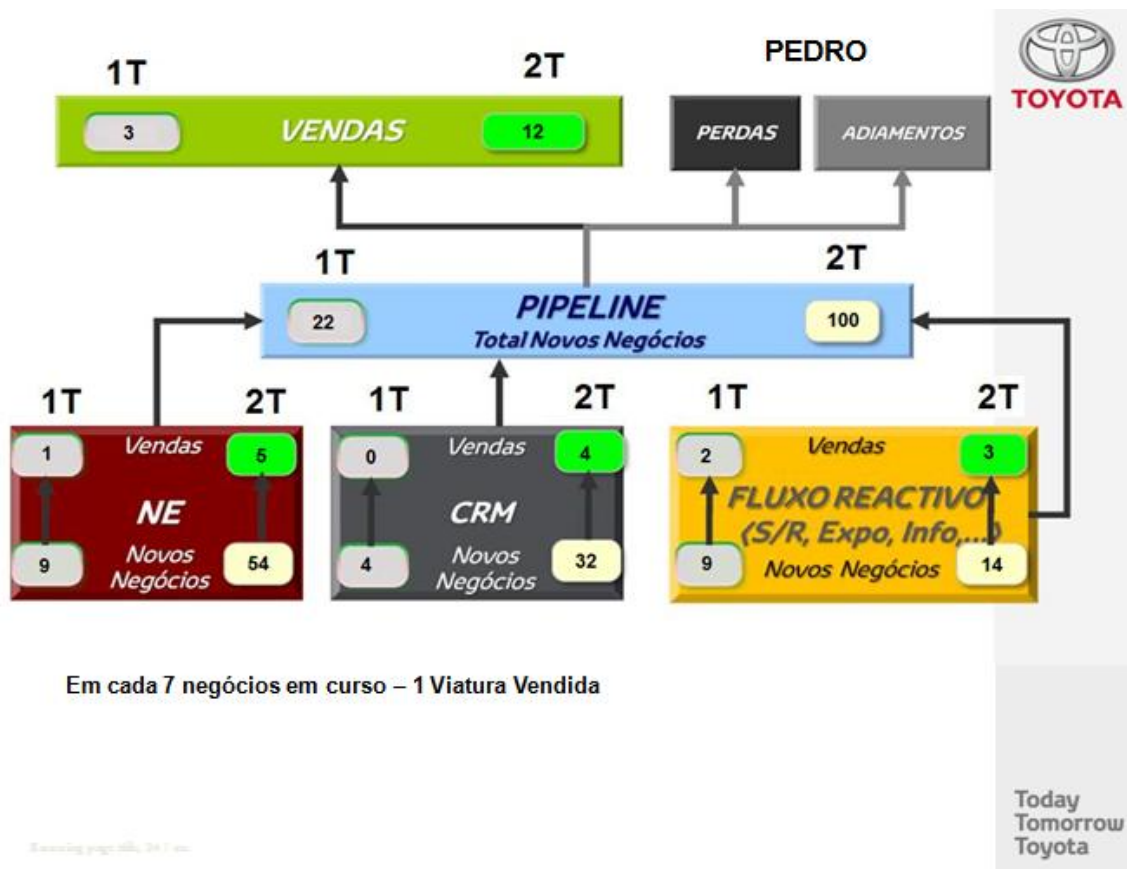 PEDRO
TOYOTA
1T 2T
3 VENDAS 12
PERDAS
ADIAMENTOS
1T 2T
22 PIPELINE 100
Total Novos Negócios
1T 2T
1 Vendas 5
NE
9 Novos Negócios 54
1T 2T
0 Vendas 4
CRM
4 Novos Negócios 32
1T 2T
2 Vendas 3
FLUXO REACTIVO
(S/R, Expo, Info,...)
9 Novos Negócios 14
Em cada 7 negócios em curso – 1 Viatura Vendida
Today
Tomorrow
Toyota